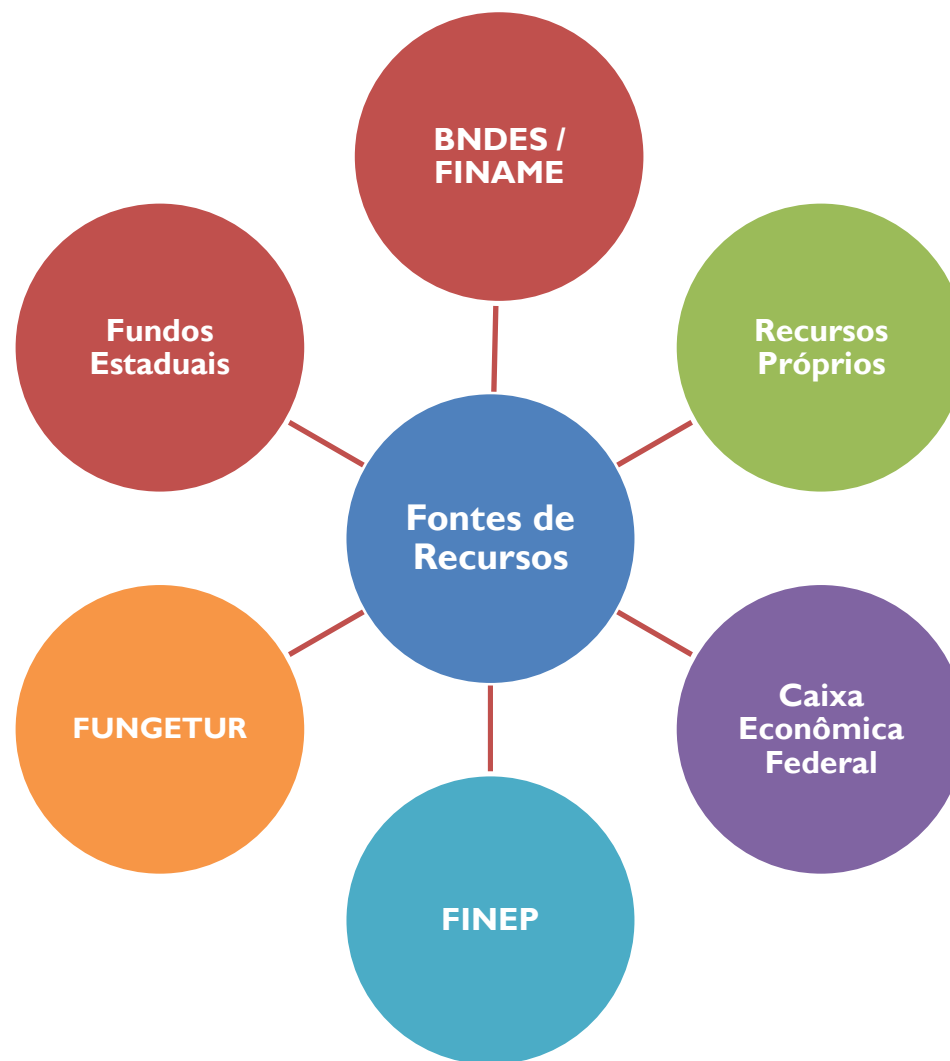 BNDES /
FINAME
Fundos
Estaduais
Recursos
Próprios
Fontes de
Recursos
FUNGETUR
Caixa
Econômica
Federal
FINEP